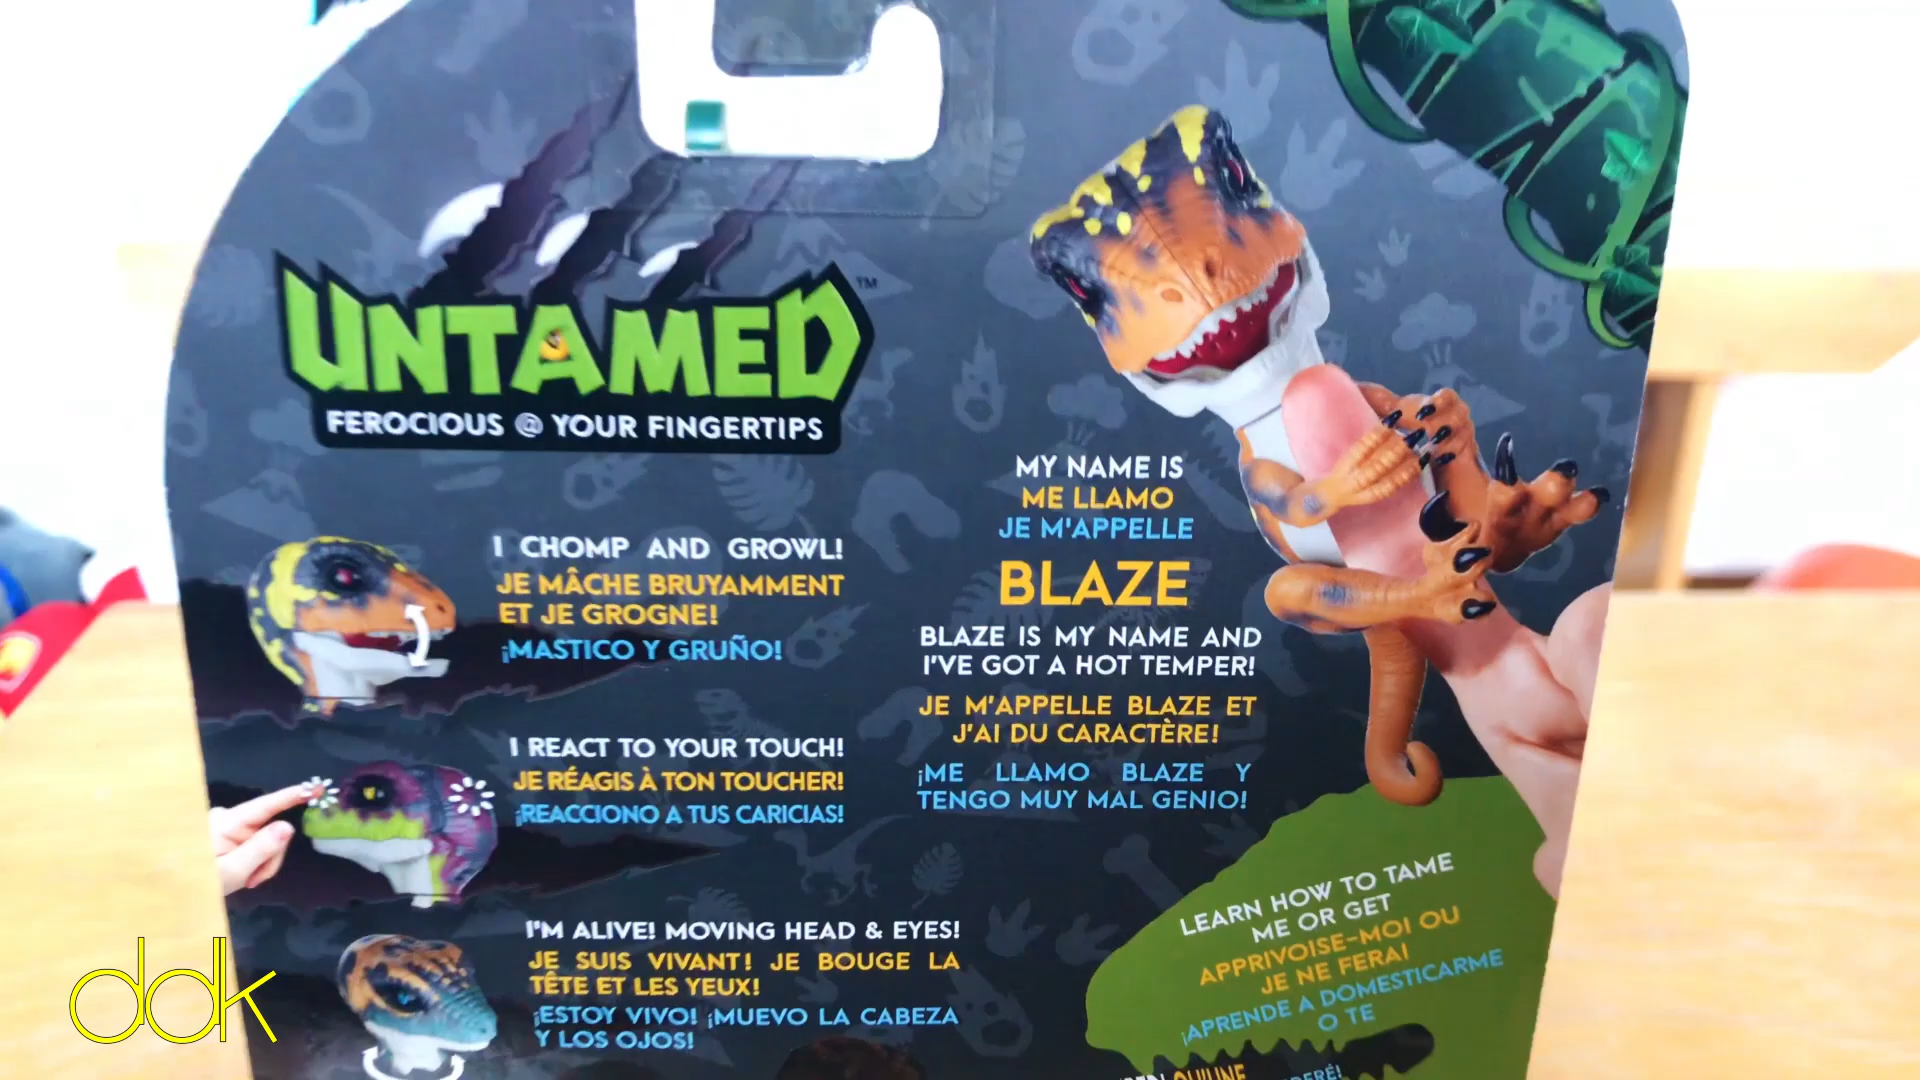 UNTAMED™
FEROCIOUS @ YOUR FINGERTIPS
I CHOMP AND GROWL!
JE MÂCHE BRUYAMMENT
ET JE GROGNE!
¡MASTICO Y GRUÑO!
I REACT TO YOUR TOUCH!
JE RÉAGIS À TON TOUCHER!
¡REACCIONO A TUS CARICIAS!
I'M ALIVE! MOVING HEAD & EYES!
JE SUIS VIVANT! JE BOUGE LA
TÊTE ET LES YEUX!
¡ESTOY VIVO! ¡MUEVO LA CABEZA
Y LOS OJOS!
MY NAME IS
ME LLAMO
JE M'APPELLE
BLAZE
BLAZE IS MY NAME AND
I'VE GOT A HOT TEMPER!
JE M'APPELLE BLAZE ET
J'AI DU CARACTÈRE!
¡ME LLAMO BLAZE Y
TENGO MUY MAL GENIO!
LEARN HOW TO TAME
ME OR GET
APPRIVOISE-MOI OU
JE NE FERAI
¡APRENDE A DOMESTICARME
O TE
ddk